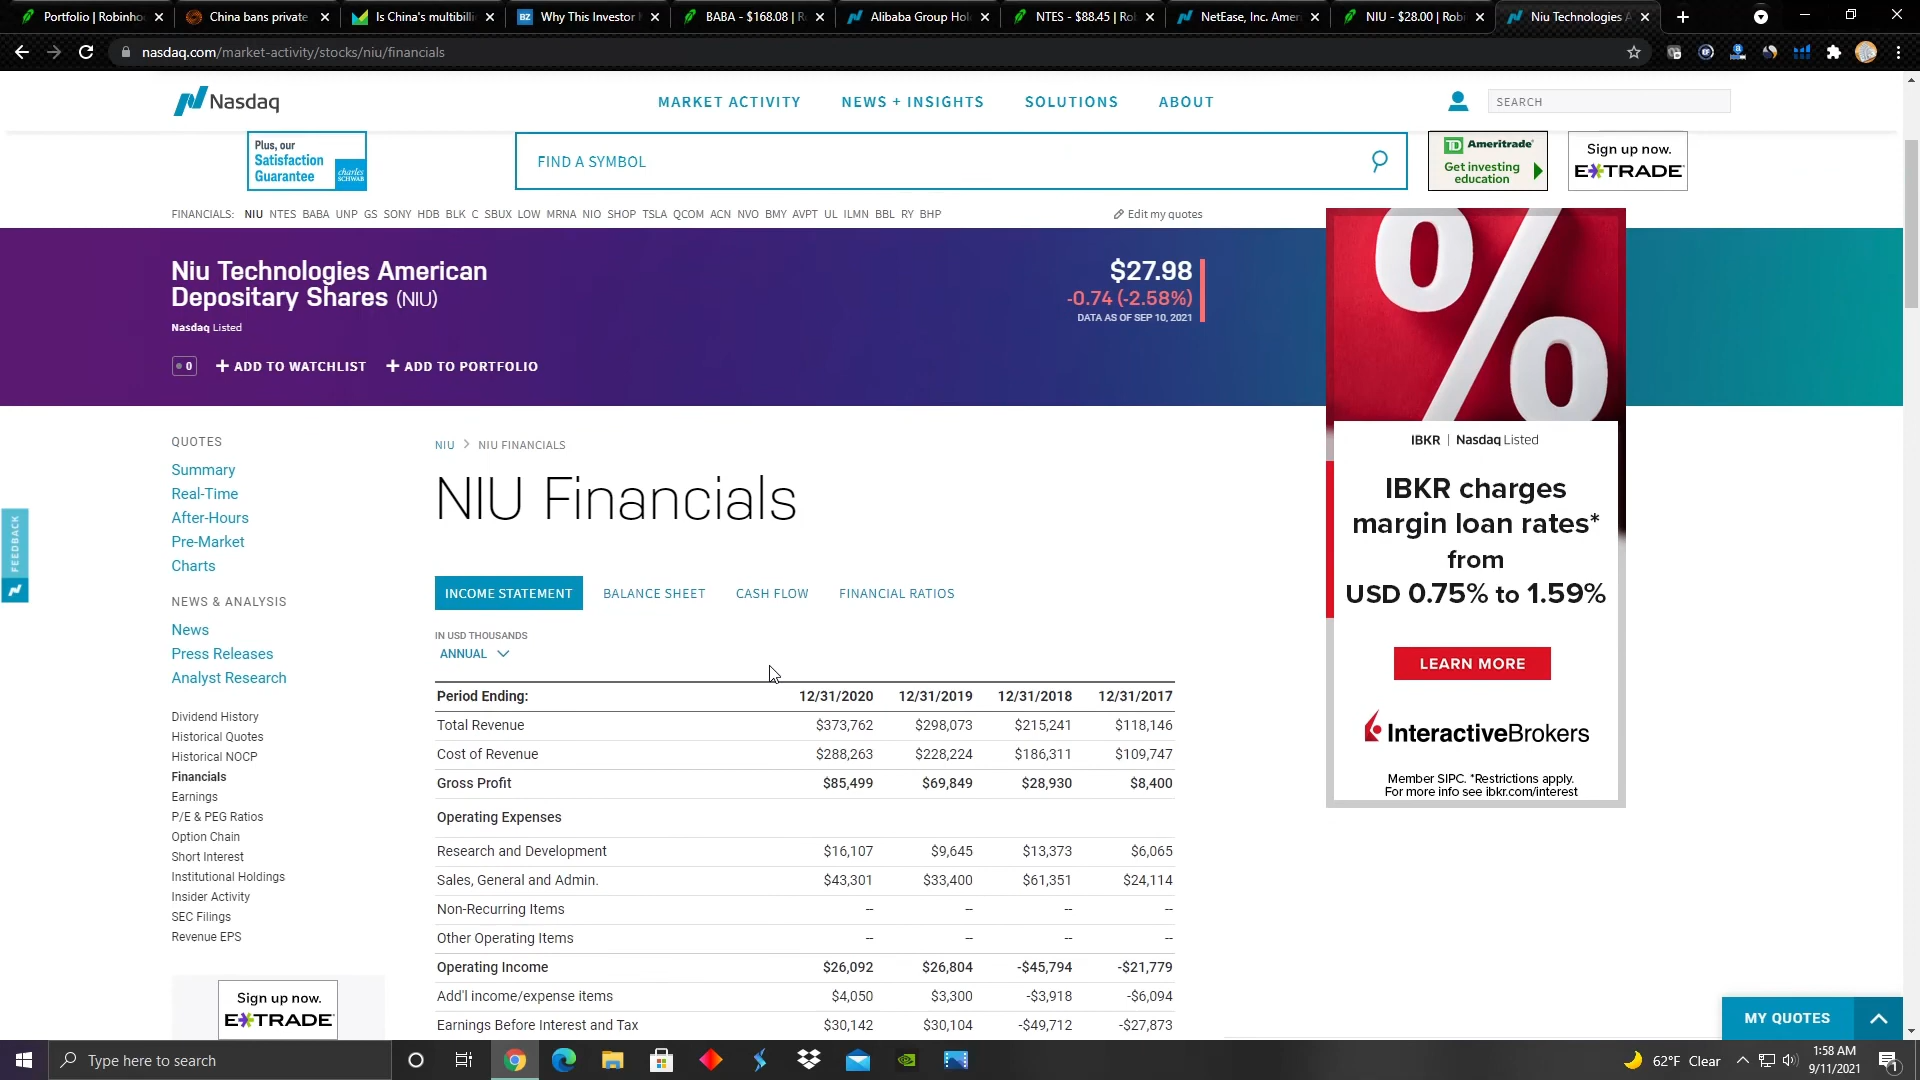 Portfolio | Robinho
China bans private
Is China's multibilli
Why This Investor
BABA - $168.08 | R
Alibaba Group Hol
NTES - $88.45 | Ro
NetEase, Inc. Amer
NIU - $28.00 | Robi
Niu Technologies A
nasdaq.com/market-activity/stocks/niu/financials
Nasdaq
MARKET ACTIVITY
NEWS + INSIGHTS
SOLUTIONS
ABOUT
SEARCH
Plus, our
Satisfaction
Guarantee
charles
SCHWAB
FIND A SYMBOL
TD Ameritrade
Get investing
education
Sign up now.
E*TRADE
FINANCIALS: NIU NTES BABA UNP GS SONY HDB BLK C SBUX LOW MRNA NIO SHOP TSLA QCOM ACN NVO BMY AVPT UL ILMN BBL RY BHP
Edit my quotes
Niu Technologies American
Depositary Shares (NIU)
Nasdaq Listed
$27.98
-0.74 (-2.58%)
DATA AS OF SEP 10, 2021
0
+ ADD TO WATCHLIST
+ ADD TO PORTFOLIO
QUOTES
Summary
Real-Time
After-Hours
Pre-Market
Charts
NEWS & ANALYSIS
News
Press Releases
Analyst Research
Dividend History
Historical Quotes
Historical NOCP
Financials
Earnings
P/E & PEG Ratios
Option Chain
Short Interest
Institutional Holdings
Insider Activity
SEC Filings
Revenue EPS
Sign up now.
E*TRADE
FEEDBACK
NIU > NIU FINANCIALS
NIU Financials
INCOME STATEMENT
BALANCE SHEET
CASH FLOW
FINANCIAL RATIOS
IN USD THOUSANDS
ANNUAL
Period Ending: 12/31/2020 12/31/2019 12/31/2018 12/31/2017
Total Revenue $373,762 $298,073 $215,241 $118,146
Cost of Revenue $288,263 $228,224 $186,311 $109,747
Gross Profit $85,499 $69,849 $28,930 $8,400
Operating Expenses
Research and Development $16,107 $9,645 $13,373 $6,065
Sales, General and Admin. $43,301 $33,400 $61,351 $24,114
Non-Recurring Items -- -- -- --
Other Operating Items -- -- -- --
Operating Income $26,092 $26,804 -$45,794 -$21,779
Add'l income/expense items $4,050 $3,300 -$3,918 -$6,094
Earnings Before Interest and Tax $30,142 $30,104 -$49,712 -$27,873
%
IBKR | Nasdaq Listed
IBKR charges
margin loan rates*
from
USD 0.75% to 1.59%
LEARN MORE
InteractiveBrokers
Member SIPC. *Restrictions apply.
For more info see ibkr.com/interest
MY QUOTES
Type here to search
62°F Clear
1:58 AM
9/11/2021
1